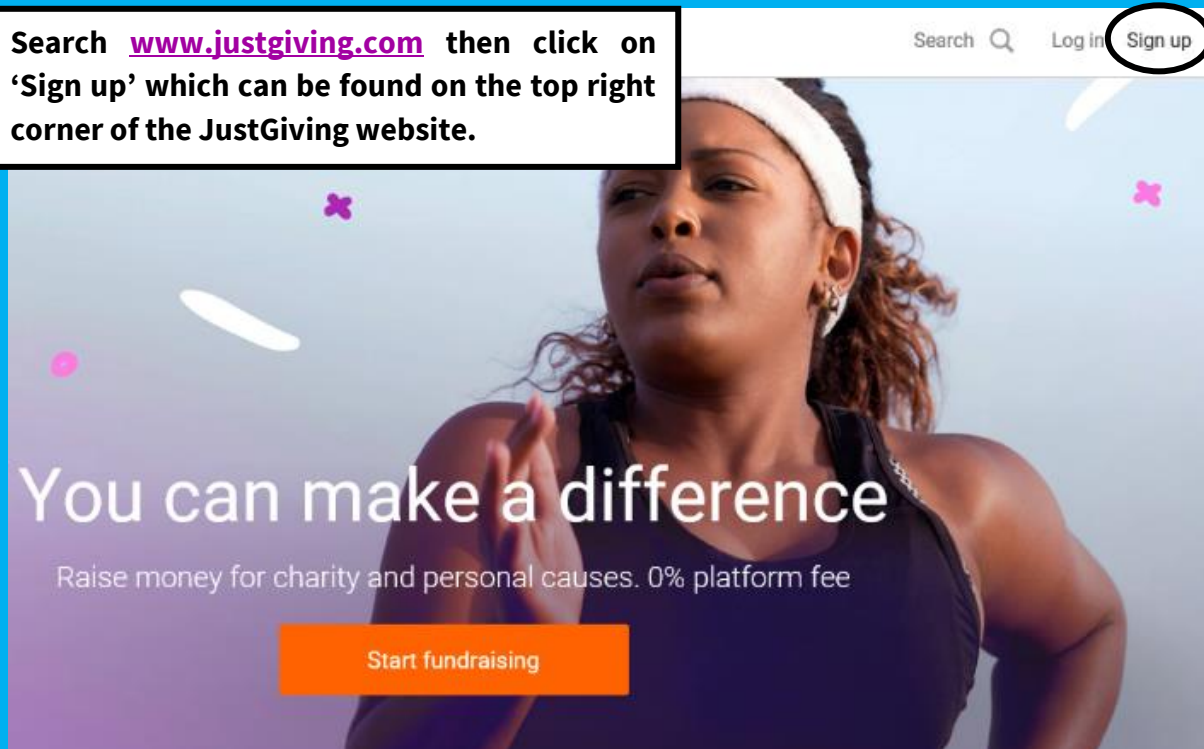 Search www.justgiving.com then click on
‘Sign up’ which can be found on the top right
corner of the JustGiving website.
Search Log in Sign up
You can make a difference
Raise money for charity and personal causes. 0% platform fee
Start fundraising